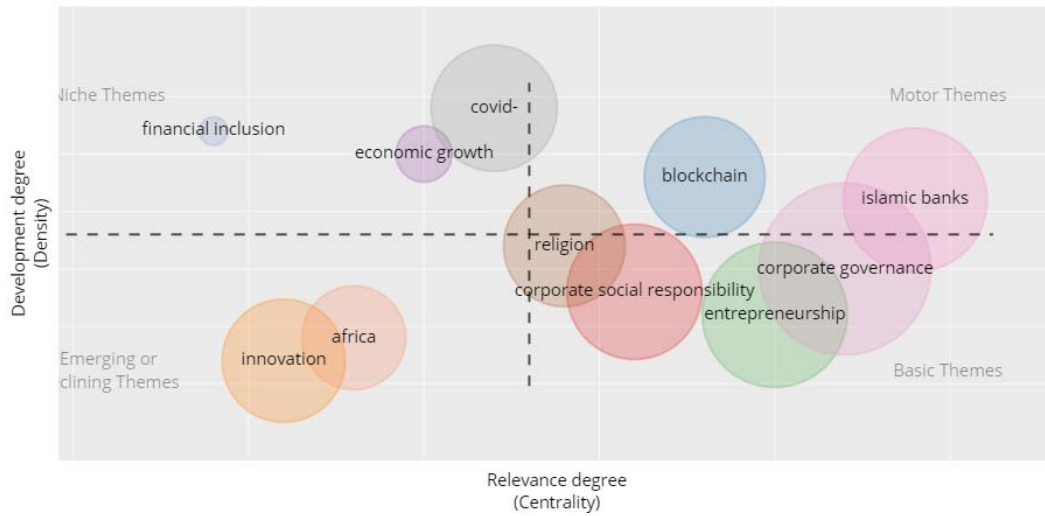 Niche Themes
Motor Themes
covid-
financial inclusion
economic growth
blockchain
islamic banks
religion
corporate governance
corporate social responsibility
entrepreneurship
africa
innovation
Emerging or
clining Themes
Basic Themes
Development degree
(Density)
Relevance degree
(Centrality)